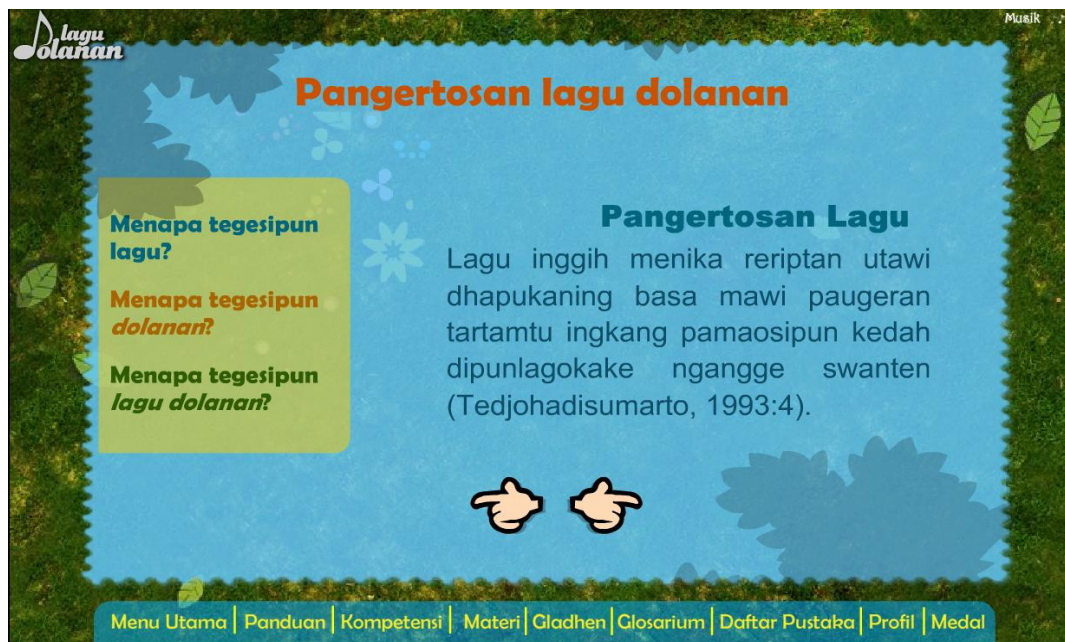 lagu
dolanan
Musik
Pangertosan lagu dolanan
Menapa tegesipun
lagu?
Menapa tegesipun
dolanan?
Menapa tegesipun
lagu dolanan?
Pangertosan Lagu
Lagu inggih menika reriptan utawi
dhapukaning basa mawi paugeran
tartamtu ingkang pamaosipun kedah
dipunlagokake ngangge swanten
(Tedjohadisumarto, 1993:4).
Menu Utama | Panduan | Kompetensi | Materi | Gladhen | Glosarium | Daftar Pustaka | Profil | Medal